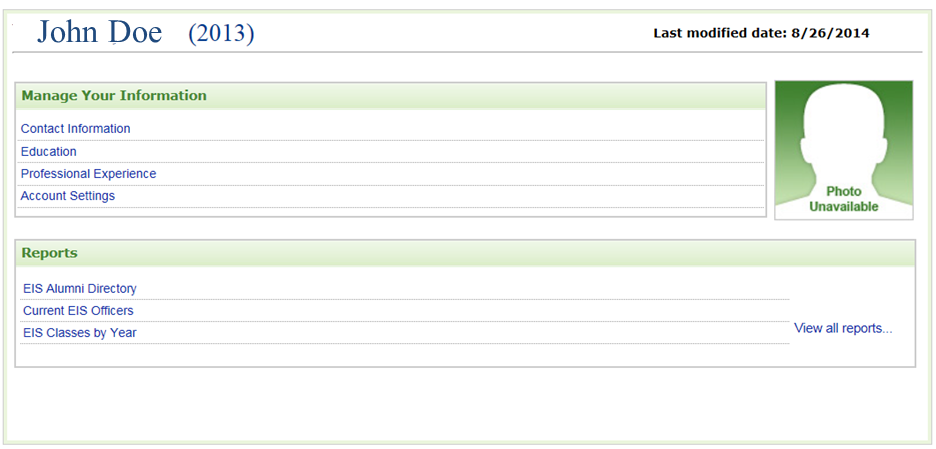 John Doe (2013)
Last modified date: 8/26/2014
Manage Your Information
Contact Information
Education
Professional Experience
Account Settings
Photo
Unavailable
Reports
EIS Alumni Directory
Current EIS Officers
EIS Classes by Year
View all reports...